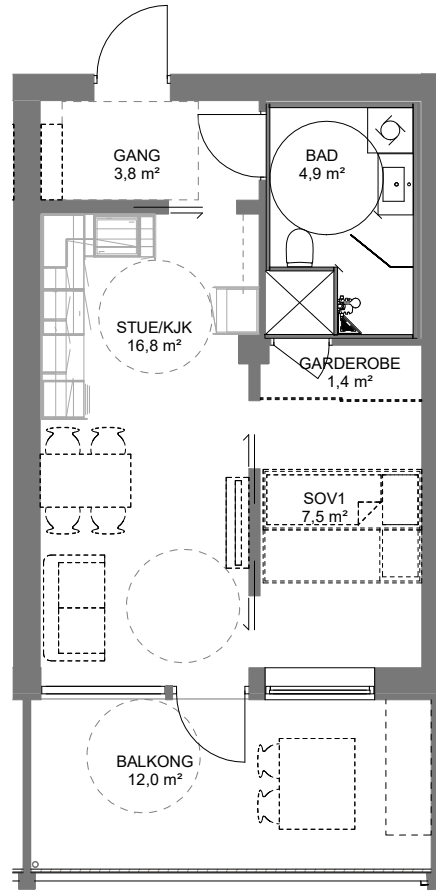 GANG
3,8 m²
BAD
4,9 m²
STUE/KJK
16,8 m²
GARDEROBE
1,4 m²
SOV1
7,5 m²
BALKONG
12,0 m²